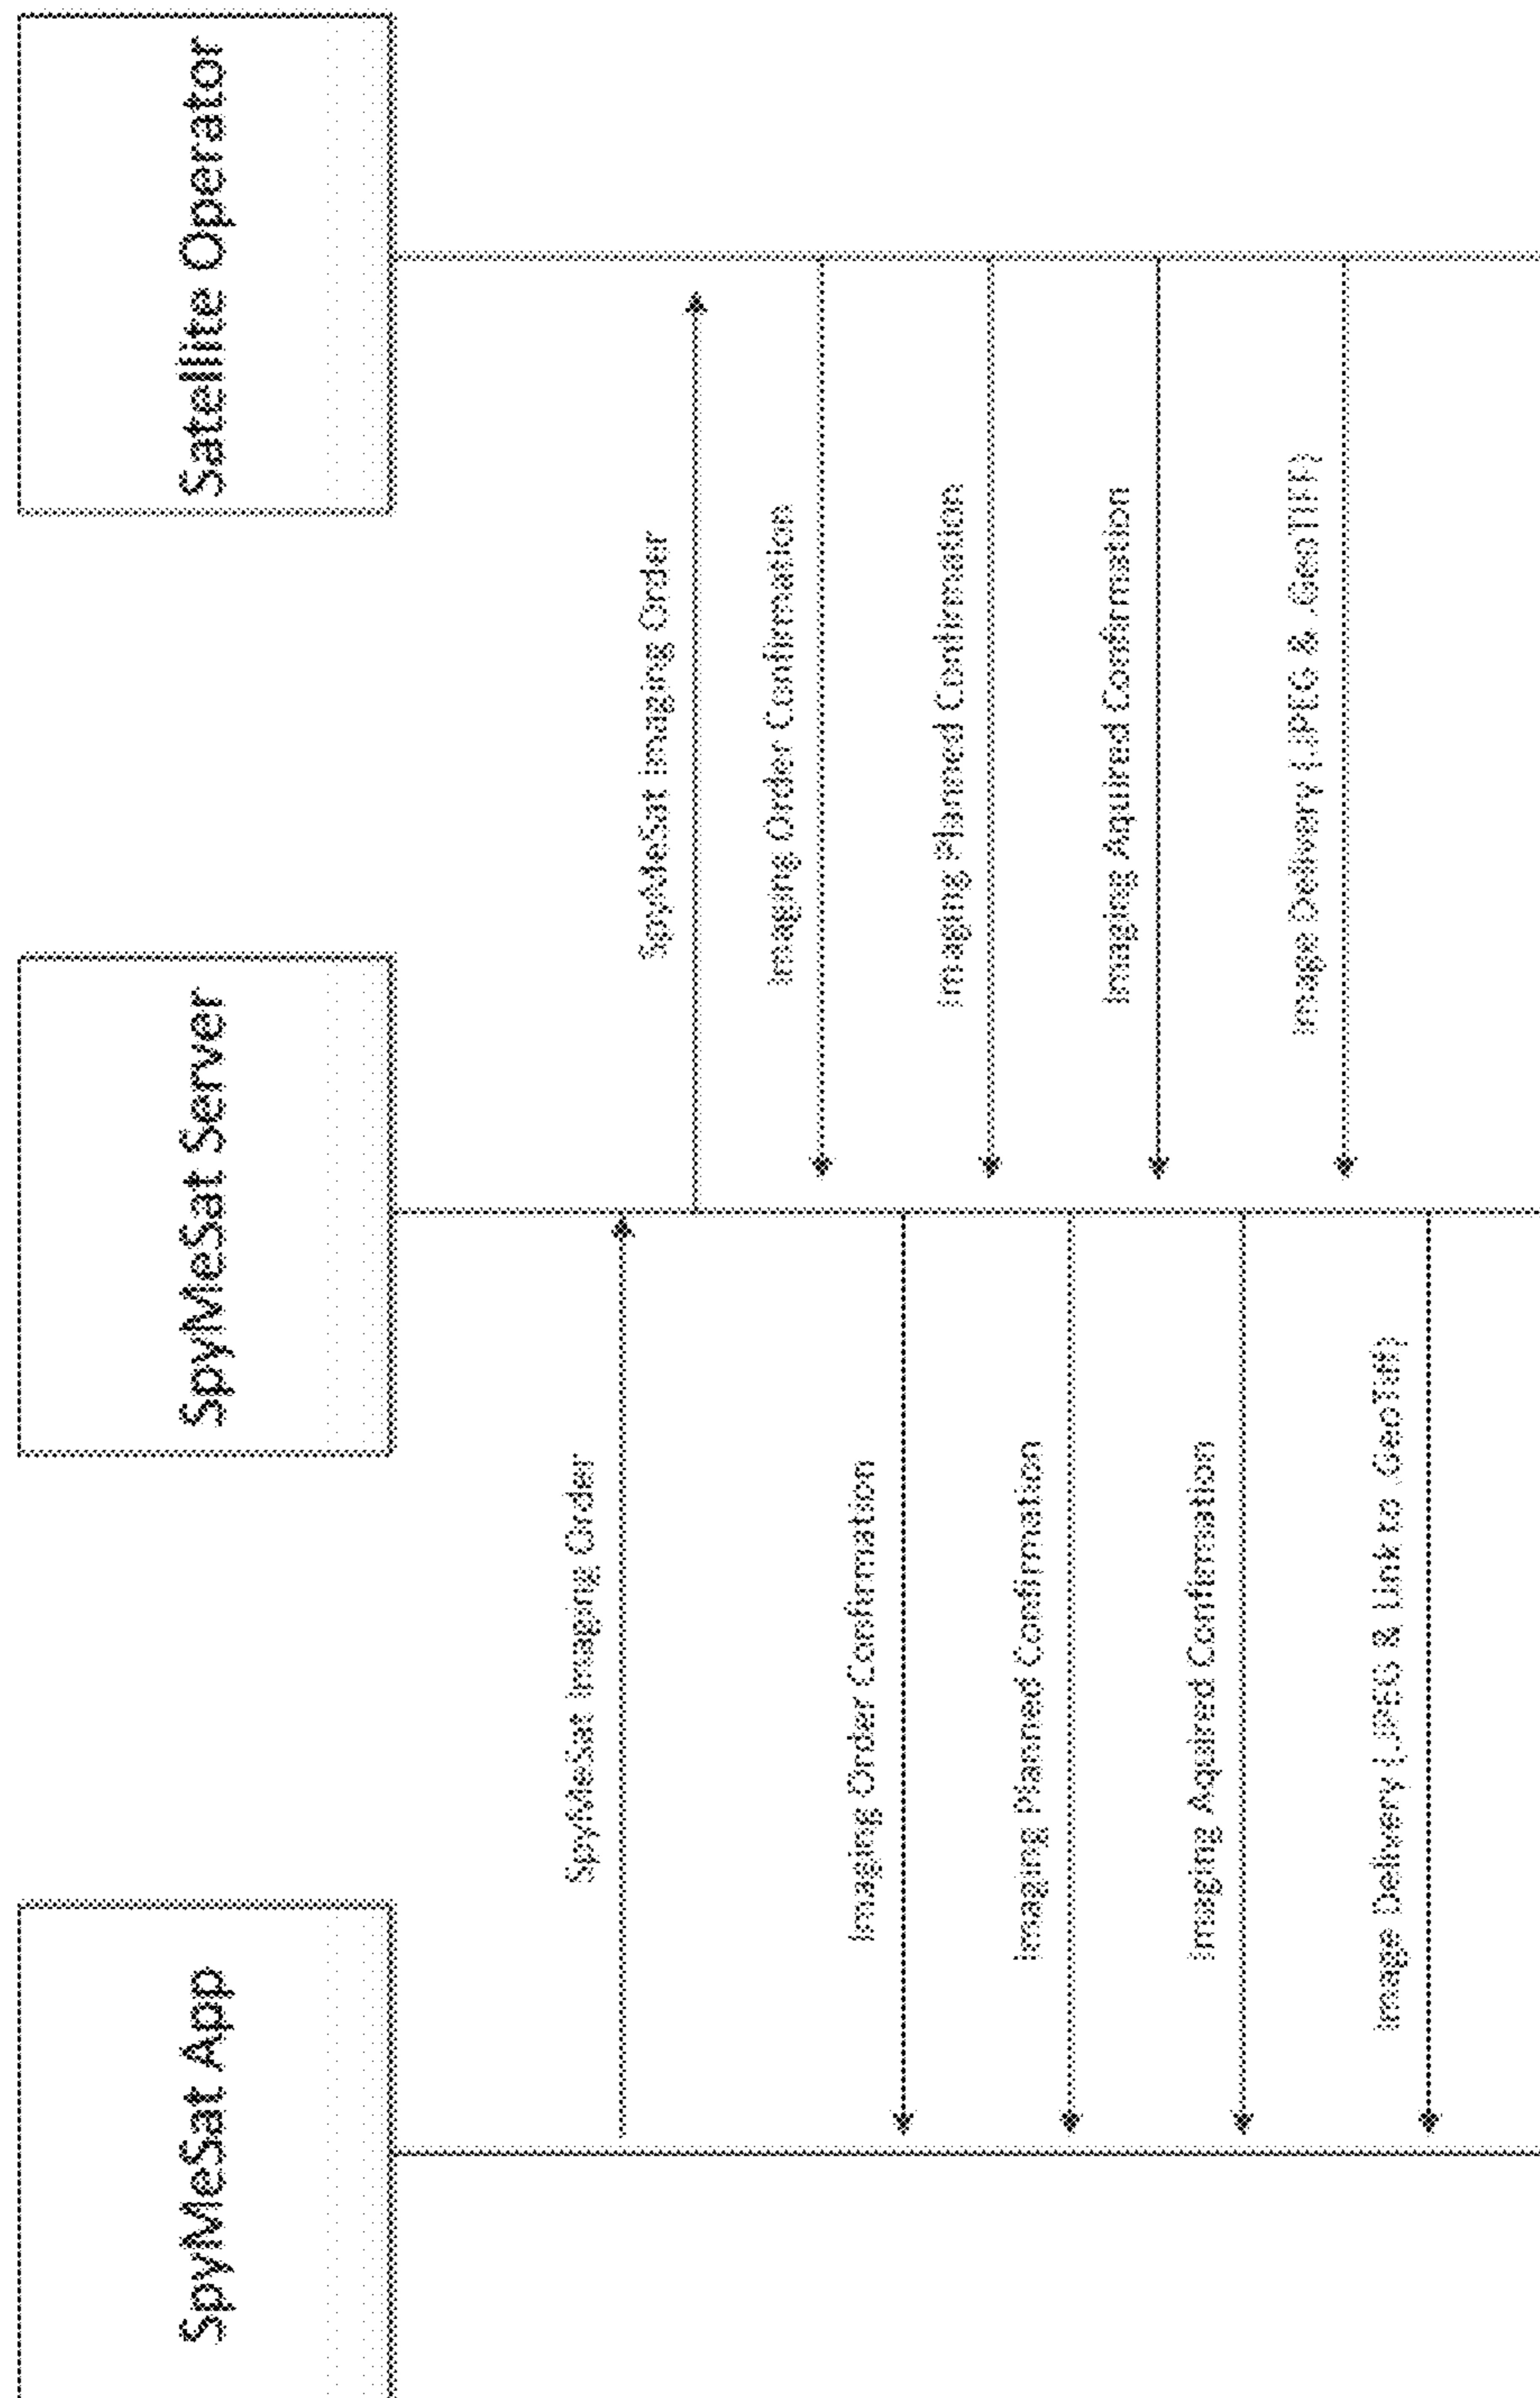 SpyMeSat App
SpyMeSat Server
Satellite Operator
SpyMeSat Imaging Order
SpyMeSat Imaging Order
Imaging Order Confirmation
Imaging Order Confirmation
Imaging Planned Confirmation
Imaging Planned Confirmation
Imaging Aquired Confirmation
Imaging Aquired Confirmation
Image Delivery (.JPEG & .GeoTIFF)
Image Delivery (.JPEG & Link to .GeoTiff)